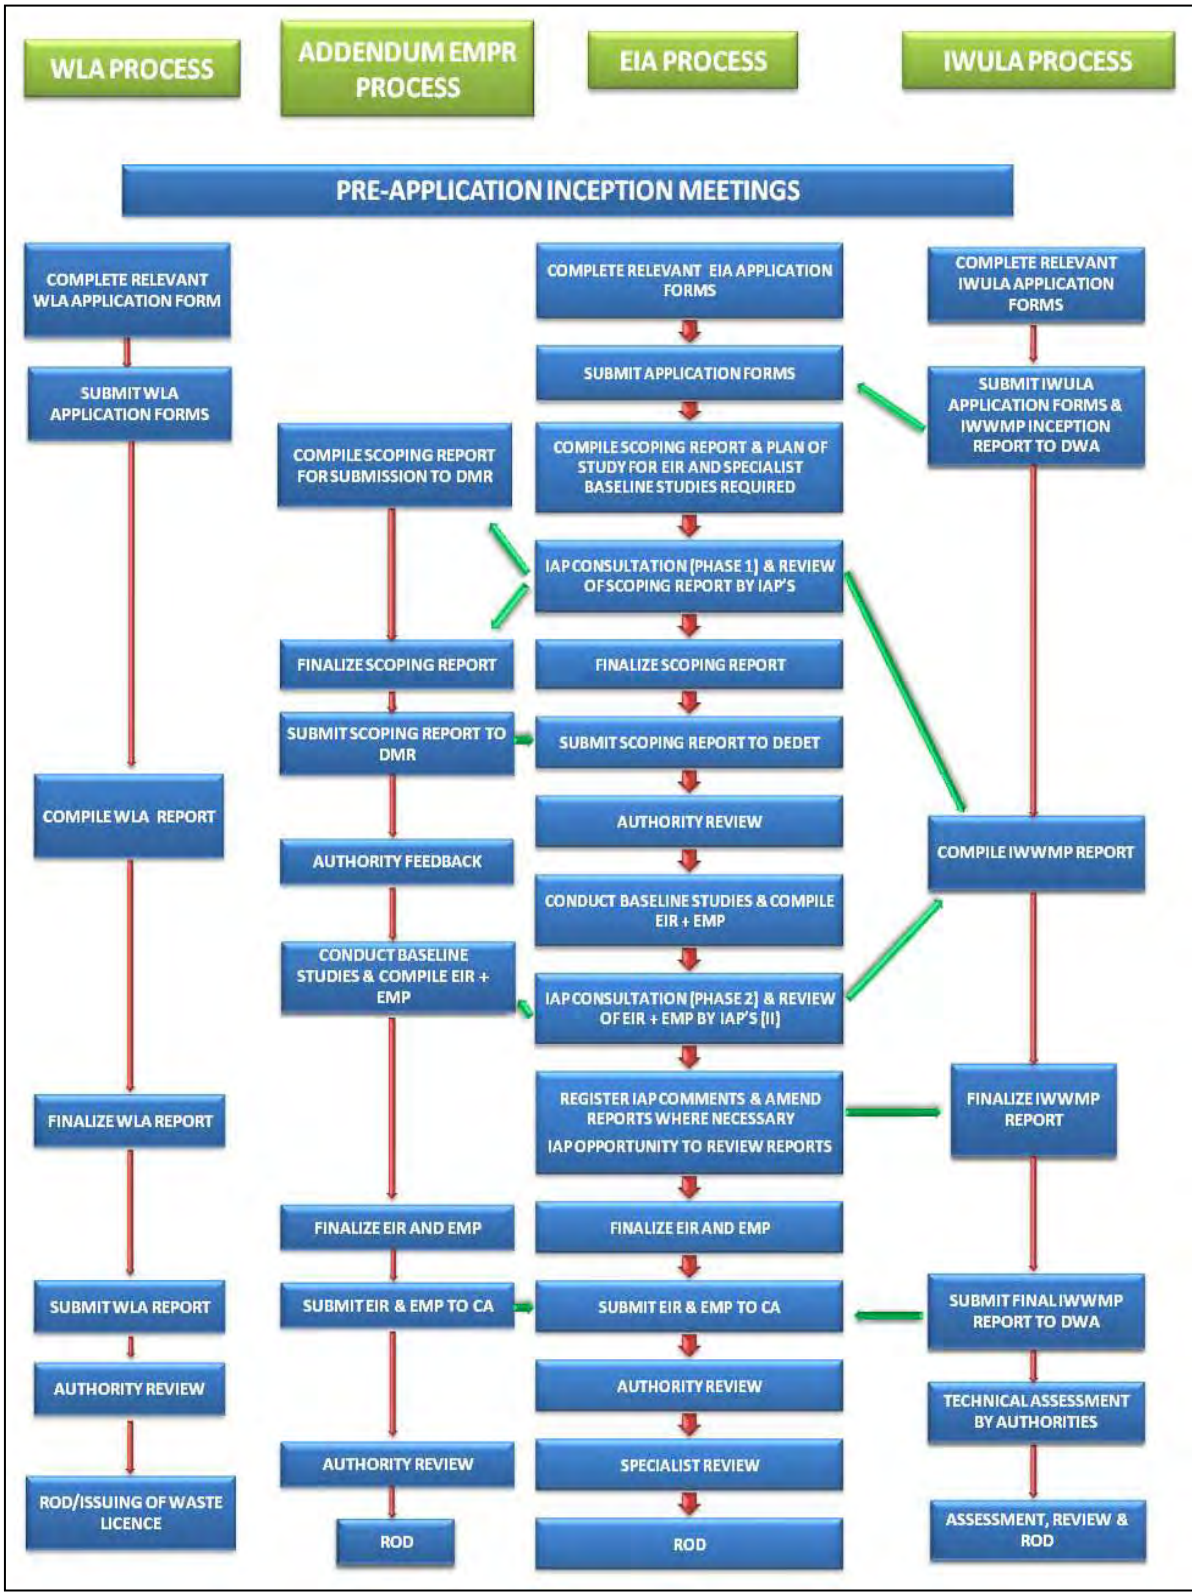 WLA PROCESS
ADDENDUM EMPR
PROCESS
EIA PROCESS
IWULA PROCESS
PRE-APPLICATION INCEPTION MEETINGS
COMPLETE RELEVANT
WLA APPLICATION FORM
SUBMIT WLA
APPLICATION FORMS
COMPILE WLA REPORT
FINALIZE WLA REPORT
SUBMIT WLA REPORT
AUTHORITY REVIEW
ROD/ISSUING OF WASTE
LICENCE
COMPILE SCOPING REPORT
FOR SUBMISSION TO DMR
FINALIZE SCOPING REPORT
SUBMIT SCOPING REPORT TO
DMR
AUTHORITY FEEDBACK
CONDUCT BASELINE
STUDIES & COMPILE EIR +
EMP
FINALIZE EIR AND EMP
SUBMIT EIR & EMP TO CA
AUTHORITY REVIEW
ROD
COMPLETE RELEVANT EIA APPLICATION
FORMS
SUBMIT APPLICATION FORMS
COMPILE SCOPING REPORT & PLAN OF
STUDY FOR EIR AND SPECIALIST
BASELINE STUDIES REQUIRED
IAP CONSULTATION (PHASE 1) & REVIEW
OF SCOPING REPORT BY IAP'S
FINALIZE SCOPING REPORT
SUBMIT SCOPING REPORT TO DEDET
AUTHORITY REVIEW
CONDUCT BASELINE STUDIES & COMPILE
EIR + EMP
IAP CONSULTATION (PHASE 2) & REVIEW
OF EIR + EMP BY IAP'S (II)
REGISTER IAP COMMENTS & AMEND
REPORTS WHERE NECESSARY
IAP OPPORTUNITY TO REVIEW REPORTS
FINALIZE EIR AND EMP
SUBMIT EIR & EMP TO CA
AUTHORITY REVIEW
SPECIALIST REVIEW
ROD
COMPLETE RELEVANT
IWULA APPLICATION
FORMS
SUBMIT IWULA
APPLICATION FORMS &
IWWMP INCEPTION
REPORT TO DWA
COMPILE IWWMP REPORT
FINALIZE IWWMP
REPORT
SUBMIT FINAL IWWMP
REPORT TO DWA
TECHNICAL ASSESSMENT
BY AUTHORITIES
ASSESSMENT, REVIEW &
ROD